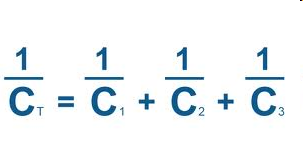 1/C_T = 1/C_1 + 1/C_2 + 1/C_3